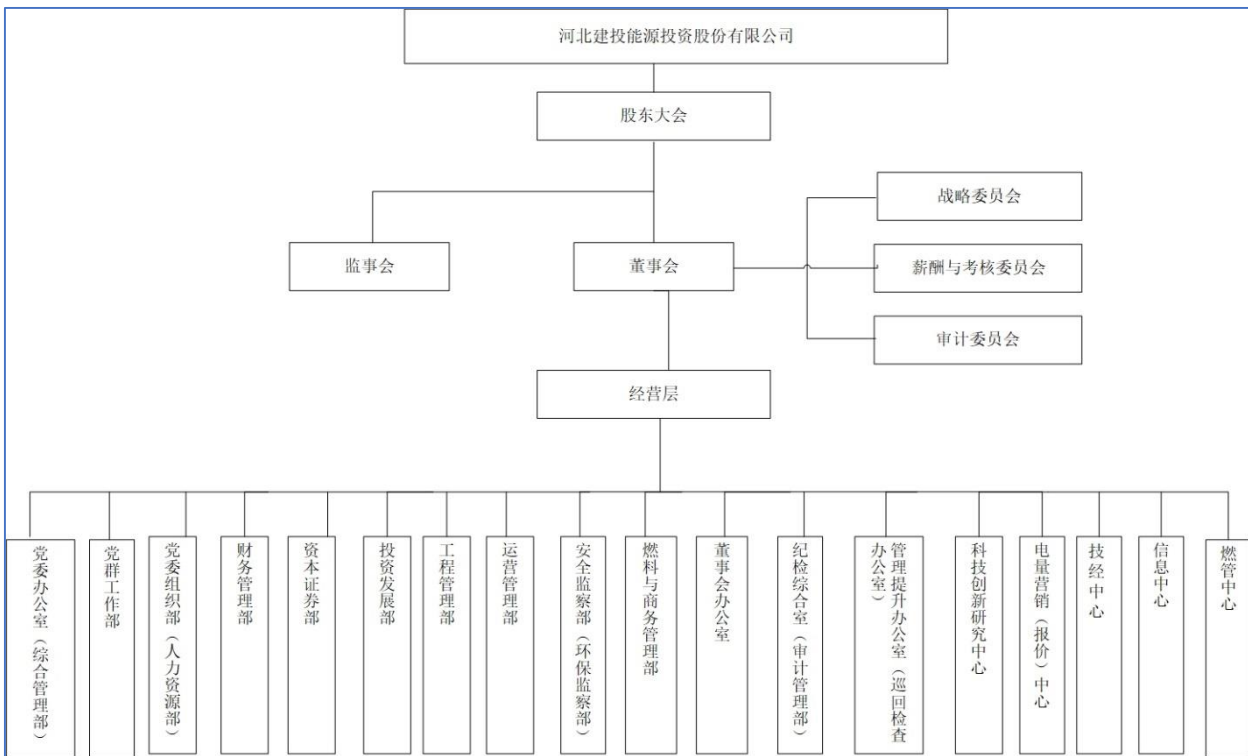 河北建投能源投资股份有限公司
股东大会
战略委员会
监事会
董事会
薪酬与考核委员会
审计委员会
经营层
党委办公室（综合管理部）
党群工作部
党委组织部（人力资源部）
财务管理部
资本证券部
投资发展部
工程管理部
运营管理部
安全监察部（环保监察部）
燃料与商务管理部
董事会办公室
纪检综合室（审计管理部）
管理提升办公室（巡回检查
办公室）
科技创新研究中心
电量营销（报价）中心
技经中心
信息中心
燃管中心